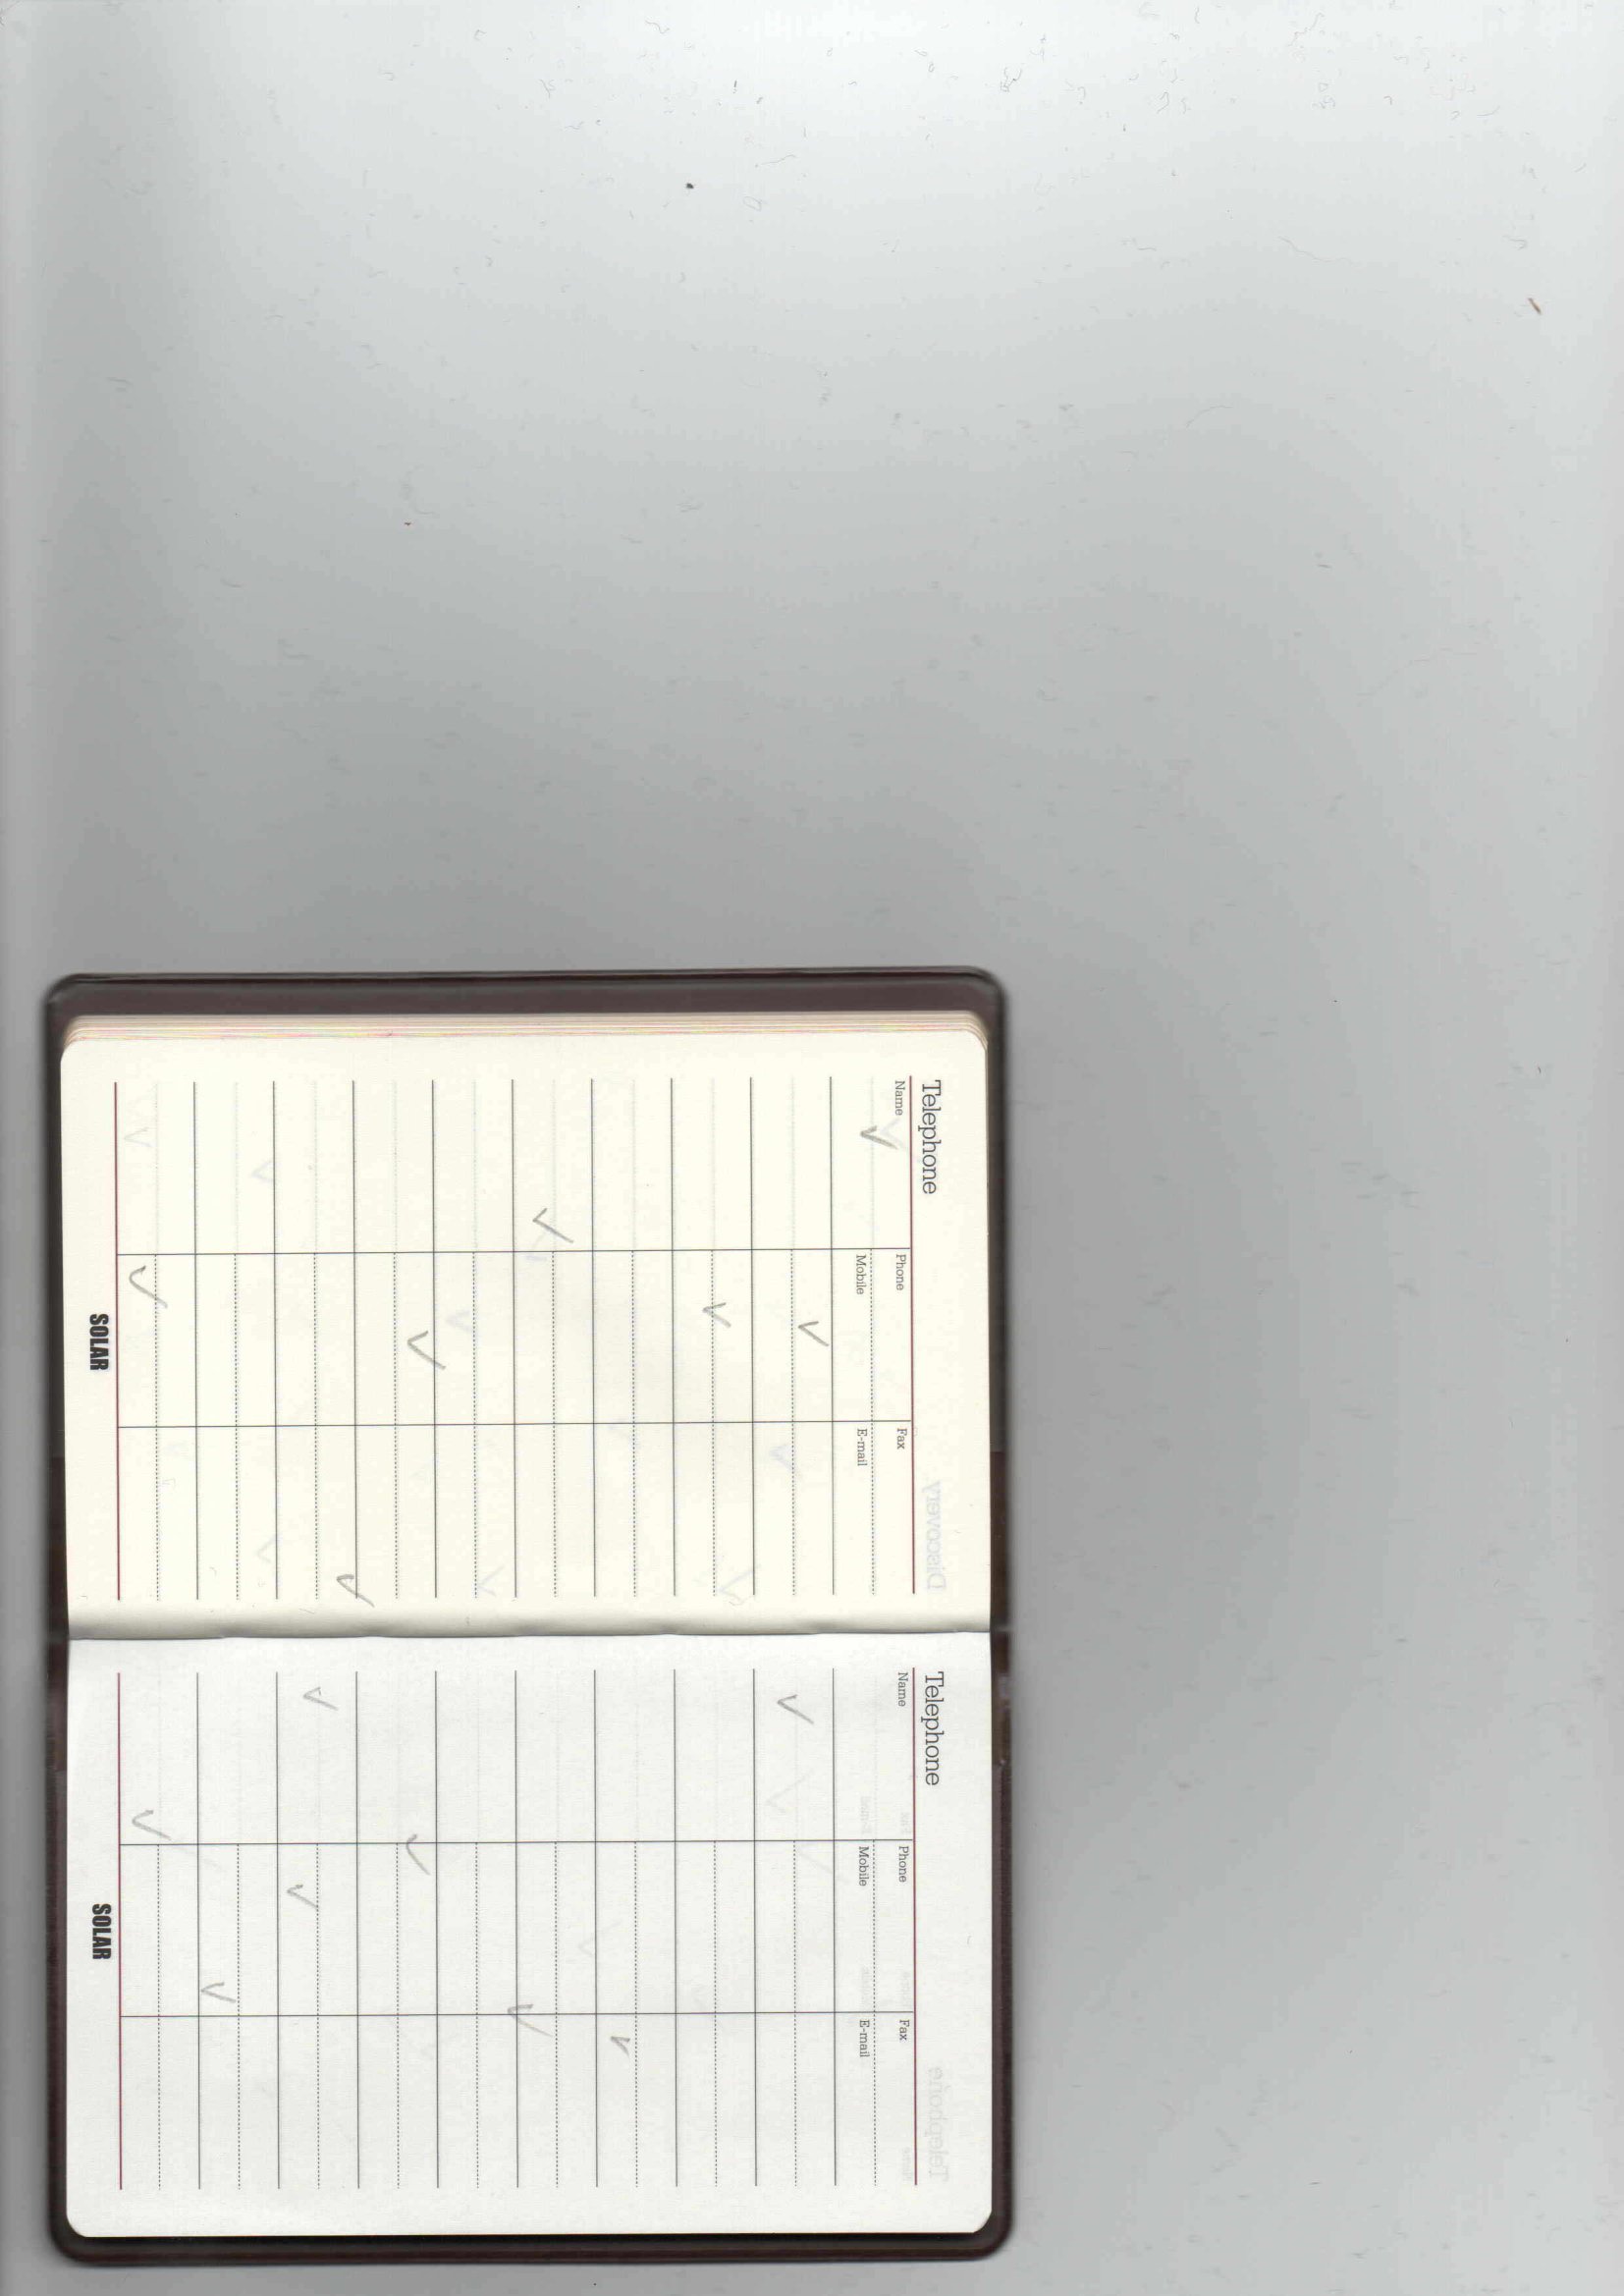 Telephone
Name Phone Fax
Mobile E-mail
✓
✓
✓
✓
✓
✓
✓
SOLAR
Telephone
Name Phone Fax
Mobile E-mail
✓
✓
✓
✓
✓
✓
✓
✓
SOLAR